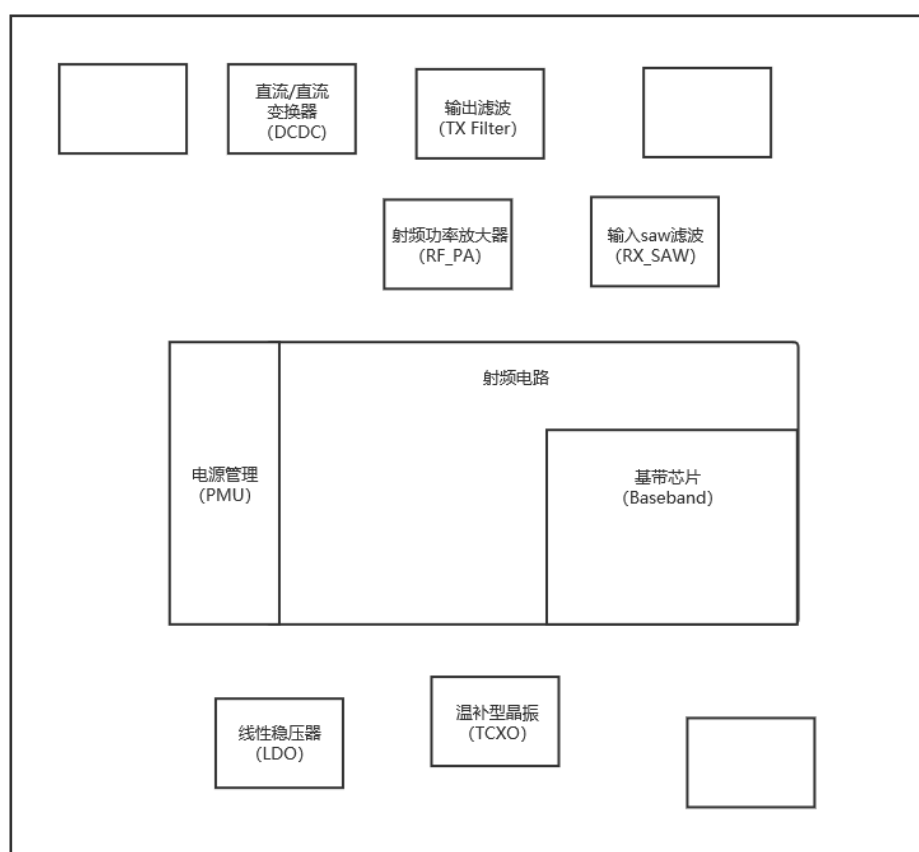 直流/直流
变换器
(DCDC)
输出滤波
(TX Filter)
射频功率放大器
(RF_PA)
输入saw滤波
(RX_SAW)
射频电路
电源管理
(PMU)
基带芯片
(Baseband)
线性稳压器
(LDO)
温补型晶振
(TCXO)